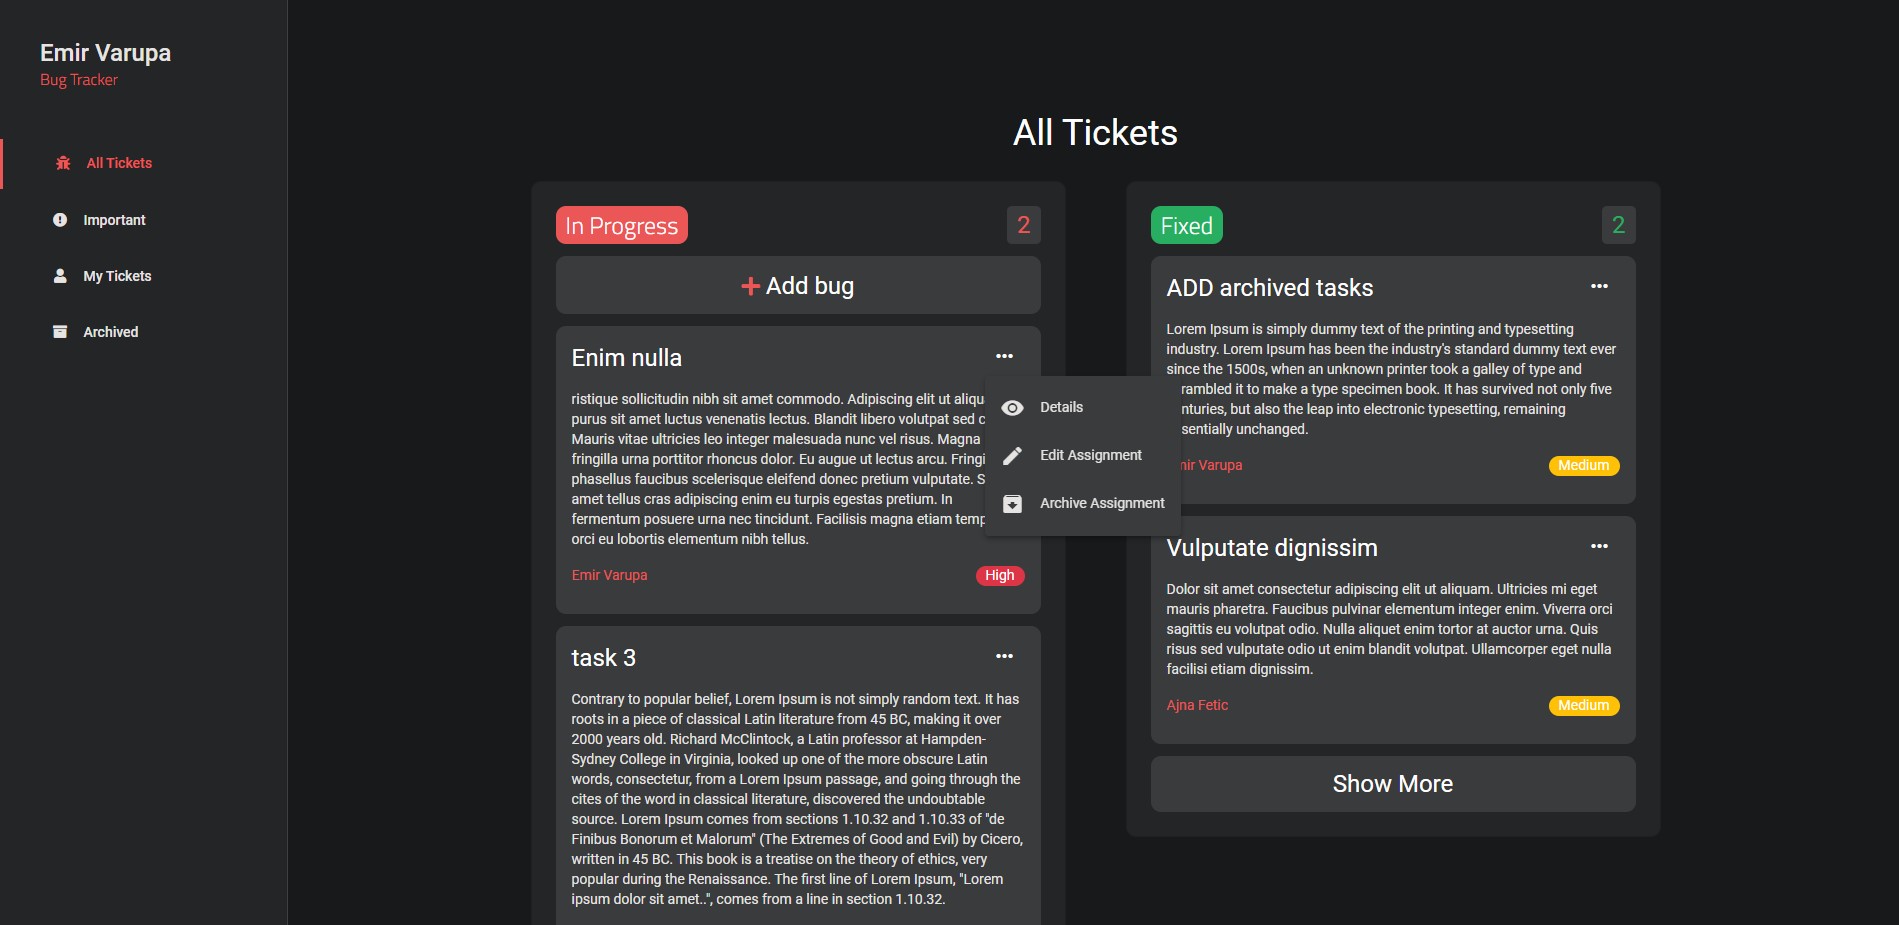 Emir Varupa
Bug Tracker
All Tickets
Important
My Tickets
Archived
All Tickets
In Progress
2
Add bug
Enim nulla
ristique sollicitudin nibh sit amet commodo. Adipiscing elit ut
purus sit amet luctus venenatis lectus. Blandit libero volutpat sed
Mauris vitae ultricies leo integer malesuada nunc vel risus. Magna
fringilla urna porttitor rhoncus dolor. Eu augue ut lectus arcu.
phasellus faucibus scelerisque eleifend donec pretium vulputate.
amet tellus cras adipiscing enim eu turpis egestas pretium. In
fermentum posuere urna nec tincidunt. Facilisis magna etiam
orci eu lobortis elementum nibh tellus.
Emir Varupa
High
Details
Edit Assignment
Archive Assignment
task 3
Contrary to popular belief, Lorem Ipsum is not simply random text. It has
roots in a piece of classical Latin literature from 45 BC, making it over
2000 years old. Richard McClintock, a Latin professor at Hampden-
Sydney College in Virginia, looked up one of the more obscure Latin
words, consectetur, from a Lorem Ipsum passage, and going through the
cites of the word in classical literature, discovered the undoubtable
source. Lorem Ipsum comes from sections 1.10.32 and 1.10.33 of "de
Finibus Bonorum et Malorum" (The Extremes of Good and Evil) by Cicero,
written in 45 BC. This book is a treatise on the theory of ethics, very
popular during the Renaissance. The first line of Lorem Ipsum, "Lorem
ipsum dolor sit amet..", comes from a line in section 1.10.32.
Fixed
2
ADD archived tasks
Lorem Ipsum is simply dummy text of the printing and typesetting
industry. Lorem Ipsum has been the industry's standard dummy text ever
since the 1500s, when an unknown printer took a galley of type and
it to make a type specimen book. It has survived not only five
but also the leap into electronic typesetting, remaining
unchanged.
Varupa
Medium
Vulputate dignissim
Dolor sit amet consectetur adipiscing elit ut aliquam. Ultricies mi eget
mauris pharetra. Faucibus pulvinar elementum integer enim. Viverra orci
sagittis eu volutpat odio. Nulla aliquet enim tortor at auctor urna. Quis
risus sed vulputate odio ut enim blandit volutpat. Ullamcorper eget nulla
facilisi etiam dignissim.
Ajna Fetic
Medium
Show More